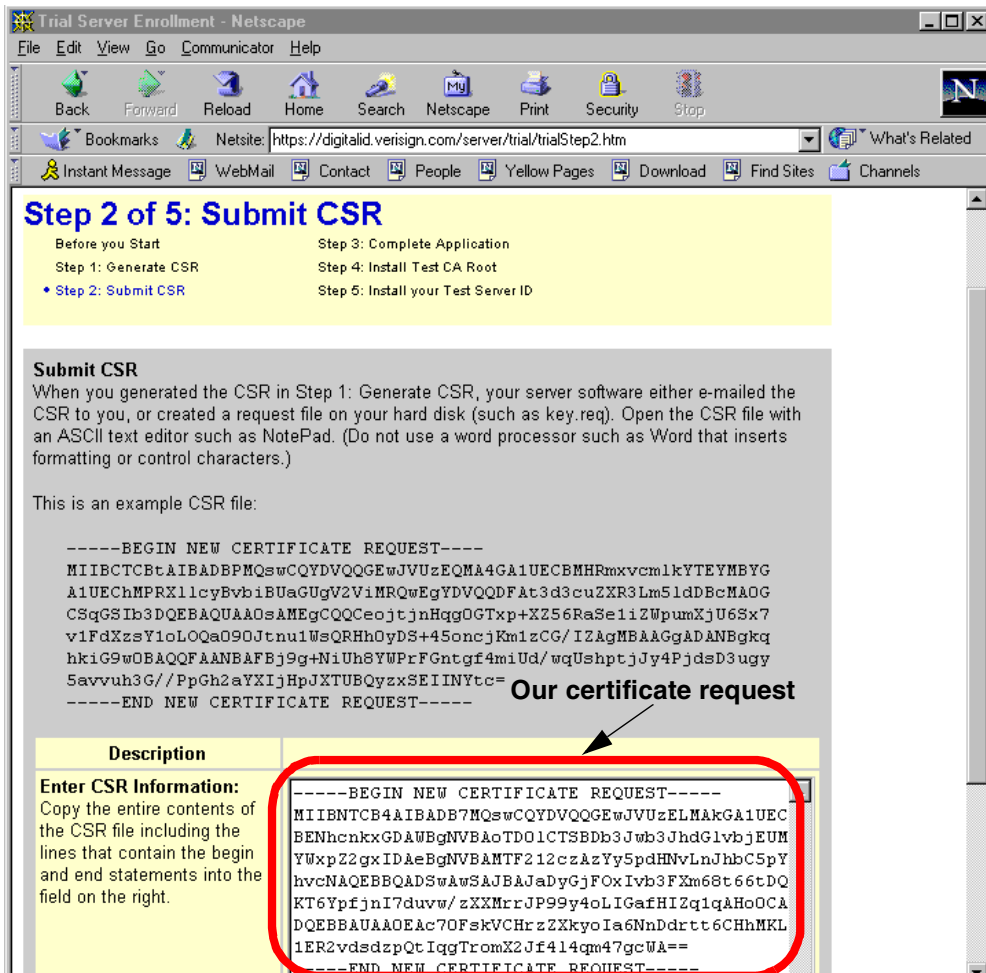 Trial Server Enrollment - Netscape
File Edit View Go Communicator Help
My N
Back Forward Reload Home Search Netscape Print Security Stop
Bookmarks Netsite: https://digitalid.verisign.com/server/trial/trialStep2.htm What's Related
Instant Message WebMail Contact People Yellow Pages Download Find Sites Channels
Step 2 of 5: Submit CSR
Before you Start Step 3: Complete Application
Step 1: Generate CSR Step 4: Install Test CA Root
• Step 2: Submit CSR Step 5: Install your Test Server ID
Submit CSR
When you generated the CSR in Step 1: Generate CSR, your server software either e-mailed the
CSR to you, or created a request file on your hard disk (such as key.req). Open the CSR file with
an ASCII text editor such as NotePad. (Do not use a word processor such as Word that inserts
formatting or control characters.)
This is an example CSR file:
-----BEGIN NEW CERTIFICATE REQUEST----
MIIBCTCBtAIBADBPMQswCQYDVQQGEwJVUzEQMA4GA1UECBMHRmxvcmlkYTEYMBYG
A1UEChMPRX1lcyBvbiBUaGUgV2ViMRQwEgYDVQQDFAt3d3cuZXR3Lm5ldDBcMA0G
CSqGSIb3DQEBAQUAA0sAMEgCQQCeojtjnHqgOGTxp+XZ56RaSe1iZWpumXjU6Sx7
v1FdXzsY1oLOQa090Jtnu1WsQRHhOyDS+45oncjKm1zCG/IZAgMBAAGgADANBgkq
hkiG9w0BAQQFAANBAFBj9g+NiUh8YWPrFGntgf4miUd/wqUshptjJy4PjdsD3ugy
5avvuh3G//PpGh2aYXIjHpJXTUBQyzxSEIINYtc=
-----END NEW CERTIFICATE REQUEST-----
Our certificate request
Description
Enter CSR Information:
Copy the entire contents of
the CSR file including the
lines that contain the begin
and end statements into the
field on the right.
-----BEGIN NEW CERTIFICATE REQUEST-----
MIIBNTCB4AIBADB7MQswCQYDVQQGEwJVUzELMAkGA1UEC
BENhcnkxGDAWBgNVBAoTD01CTSBDb3Jwb3JhdGlvbjEUM
YWxpZ2gxIDAeBgNVBAMTF212czAzYy5pdHNvLnJhbC5pY
hvcNAQEBBQADSwAwSAJBAJaDyGjFOxIvb3FXm68t66tDQ
KT6YpfjnI7duvw/zXXMrrJP99y4oLIGafHIZq1qAHoOCA
DQEBBAUAA0EAc70FskVCHrzZXkyoIa6NnDdrtt6CHhMKL
1ER2vdsdzpQtIqgTromX2Jf414qm47gcWA==
-----END NEW CERTIFICATE REQUEST-----